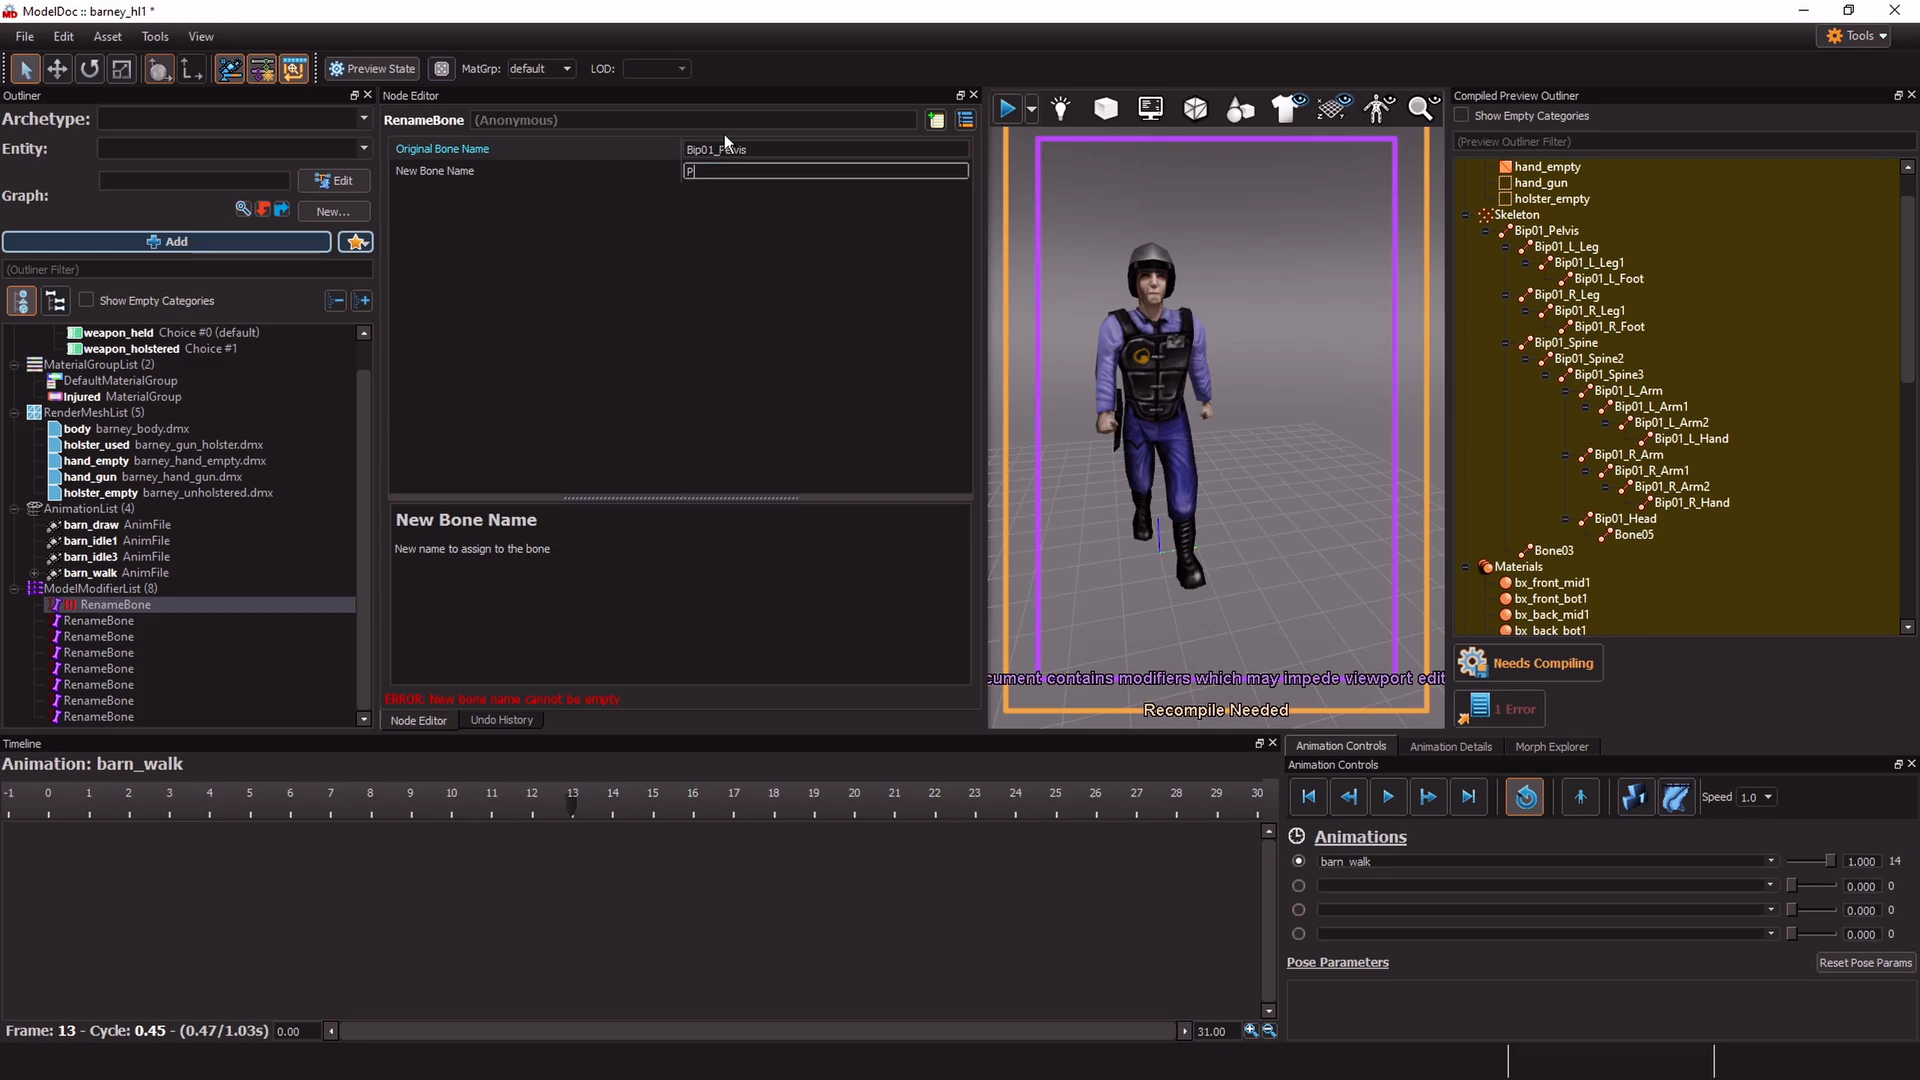 ModelDoc :: barney_hl1 *
File Edit Asset Tools View
Tools
Preview State MatGrp: default LOD:
Outliner
Archetype:
Entity:
Graph:
Edit
New...
Add
(Outliner Filter)
Show Empty Categories
weapon_held Choice #0 (default)
weapon_holstered Choice #1
MaterialGroupList (2)
DefaultMaterialGroup
Injured MaterialGroup
RenderMeshList (5)
body barney_body.dmx
holster_used barney_gun_holster.dmx
hand_empty barney_hand_empty.dmx
hand_gun barney_hand_gun.dmx
holster_empty barney_unholstered.dmx
AnimationList (4)
barn_draw AnimFile
barn_idle1 AnimFile
barn_idle3 AnimFile
barn_walk AnimFile
ModelModifierList (8)
RenameBone
RenameBone
RenameBone
RenameBone
RenameBone
RenameBone
RenameBone
RenameBone
Node Editor
RenameBone (Anonymous)
Original Bone Name Bip01_Pelvis
New Bone Name P
New Bone Name
New name to assign to the bone
ERROR: New bone name cannot be empty
Node Editor Undo History
cument contains modifiers which may impede viewport edit
Recompile Needed
Compiled Preview Outliner
Show Empty Categories
(Preview Outliner Filter)
hand_empty
hand_gun
holster_empty
Skeleton
Bip01_Pelvis
Bip01_L_Leg
Bip01_L_Leg1
Bip01_L_Foot
Bip01_R_Leg
Bip01_R_Leg1
Bip01_R_Foot
Bip01_Spine
Bip01_Spine2
Bip01_Spine3
Bip01_L_Arm
Bip01_L_Arm1
Bip01_L_Arm2
Bip01_L_Hand
Bip01_R_Arm
Bip01_R_Arm1
Bip01_R_Arm2
Bip01_R_Hand
Bip01_Head
Bone05
Bone03
Materials
bx_front_mid1
bx_front_bot1
bx_back_mid1
bx_back_bot1
Needs Compiling
1 Error
Timeline
Animation: barn_walk
-1 0 1 2 3 4 5 6 7 8 9 10 11 12 13 14 15 16 17 18 19 20 21 22 23 24 25 26 27 28 29 30
Frame: 13 - Cycle: 0.45 - (0.47/1.03s) 0.00 31.00
Animation Controls Animation Details Morph Explorer
Animation Controls
Speed 1.0
Animations
barn_walk 1.000 14
0.000 0
0.000 0
0.000 0
Pose Parameters Reset Pose Params